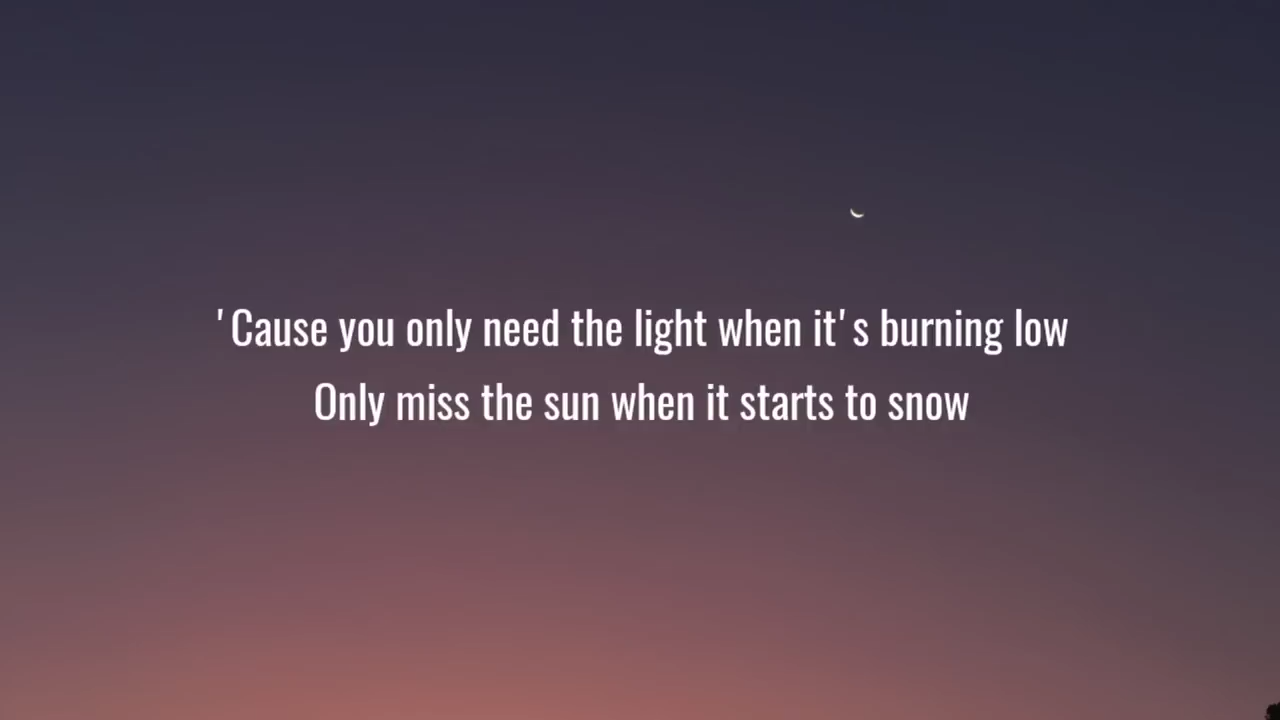 'Cause you only need the light when it's burning low
Only miss the sun when it starts to snow